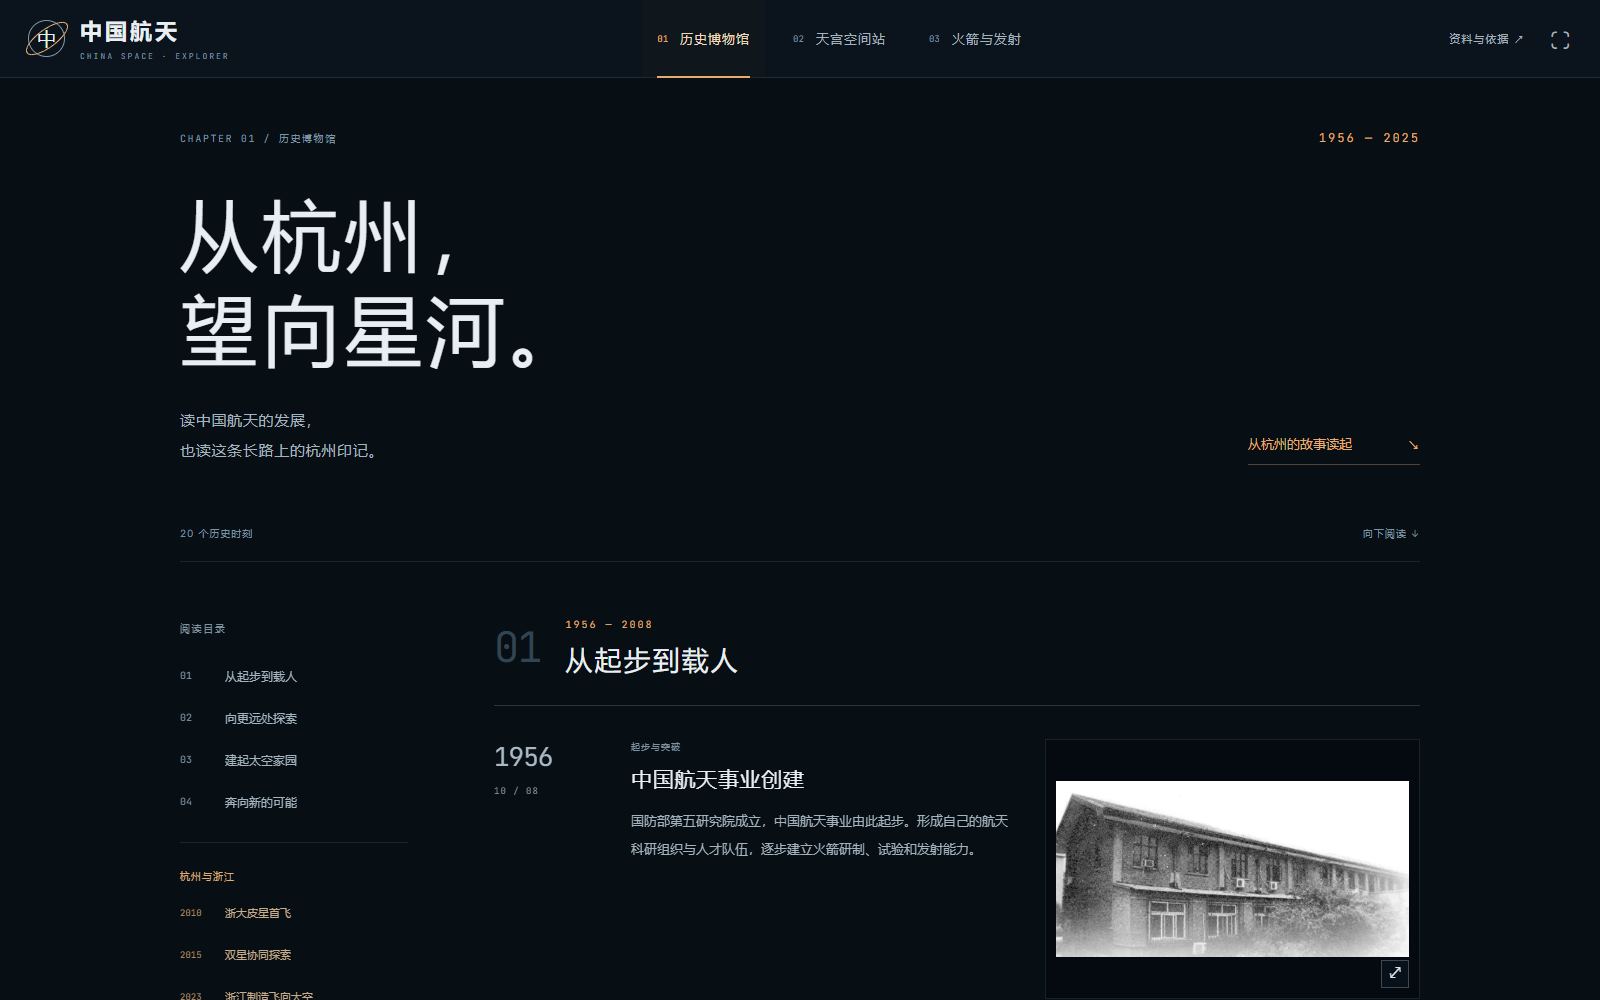 中
中国航天
CHINA SPACE · EXPLORER
01 历史博物馆
02 天宫空间站
03 火箭与发射
资料与依据 ↗
CHAPTER 01 / 历史博物馆
1956 — 2025
从杭州，
望向星河。
读中国航天的发展，
也读这条长路上的杭州印记。
从杭州的故事读起 ↘
20 个历史时刻
向下阅读 ↓
阅读目录
01 从起步到载人
02 向更远处探索
03 建起太空家园
04 奔向新的可能
杭州与浙江
2010 浙大皮星首飞
2015 双星协同探索
2023 浙江制造飞向太空
01
1956 — 2008
从起步到载人
1956
10 / 08
起步与突破
中国航天事业创建
国防部第五研究院成立，中国航天事业由此起步。形成自己的航天
科研组织与人才队伍，逐步建立火箭研制、试验和发射能力。